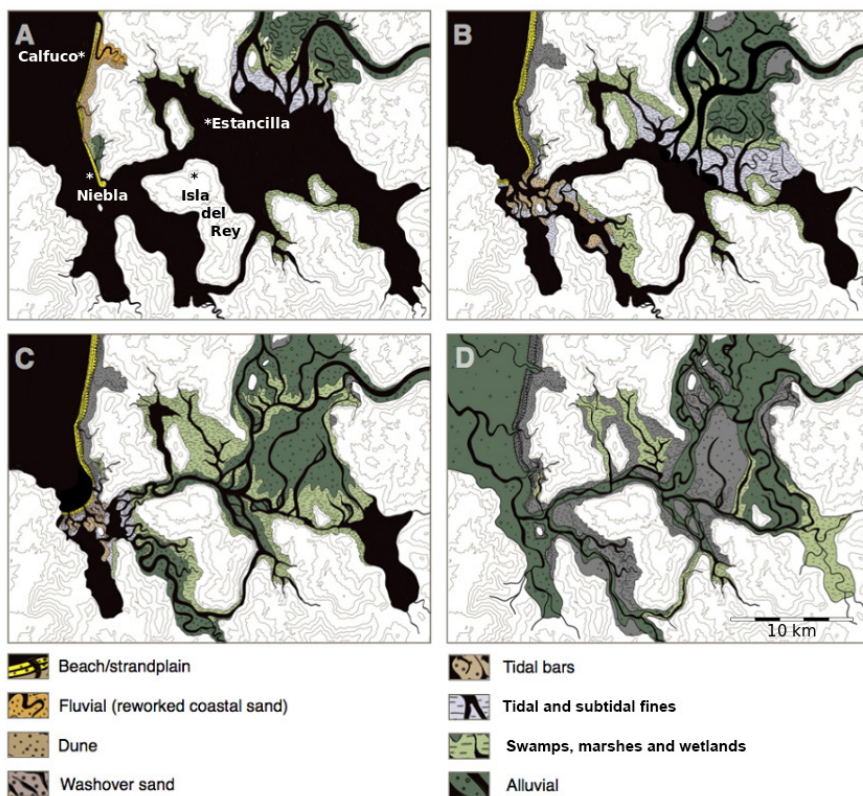 A
Calfuco*
*Estancilla
*
Niebla
*
Isla
del
Rey
B
C
D
10 km
Beach/strandplain
Fluvial (reworked coastal sand)
Dune
Washover sand
Tidal bars
Tidal and subtidal fines
Swamps, marshes and wetlands
Alluvial